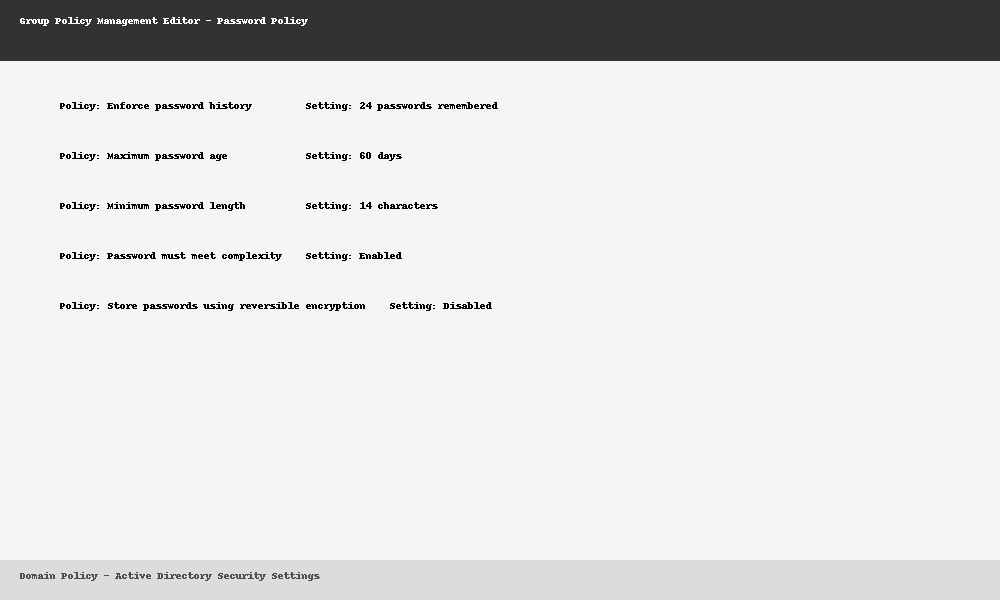 Group Policy Management Editor - Password Policy
Policy: Enforce password history Setting: 24 passwords remembered
Policy: Maximum password age Setting: 60 days
Policy: Minimum password length Setting: 14 characters
Policy: Password must meet complexity Setting: Enabled
Policy: Store passwords using reversible encryption Setting: Disabled
Domain Policy - Active Directory Security Settings